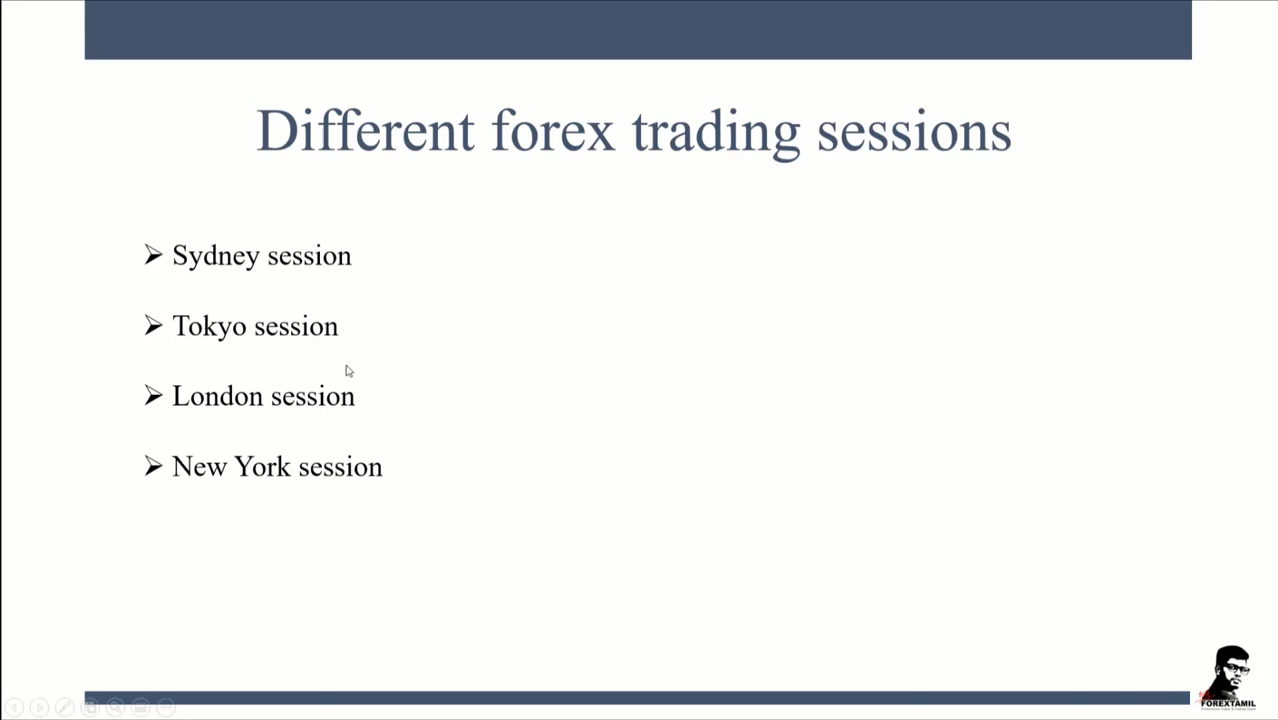 Different forex trading sessions
➢ Sydney session
➢ Tokyo session
➢ London session
➢ New York session
FOREXTAMIL